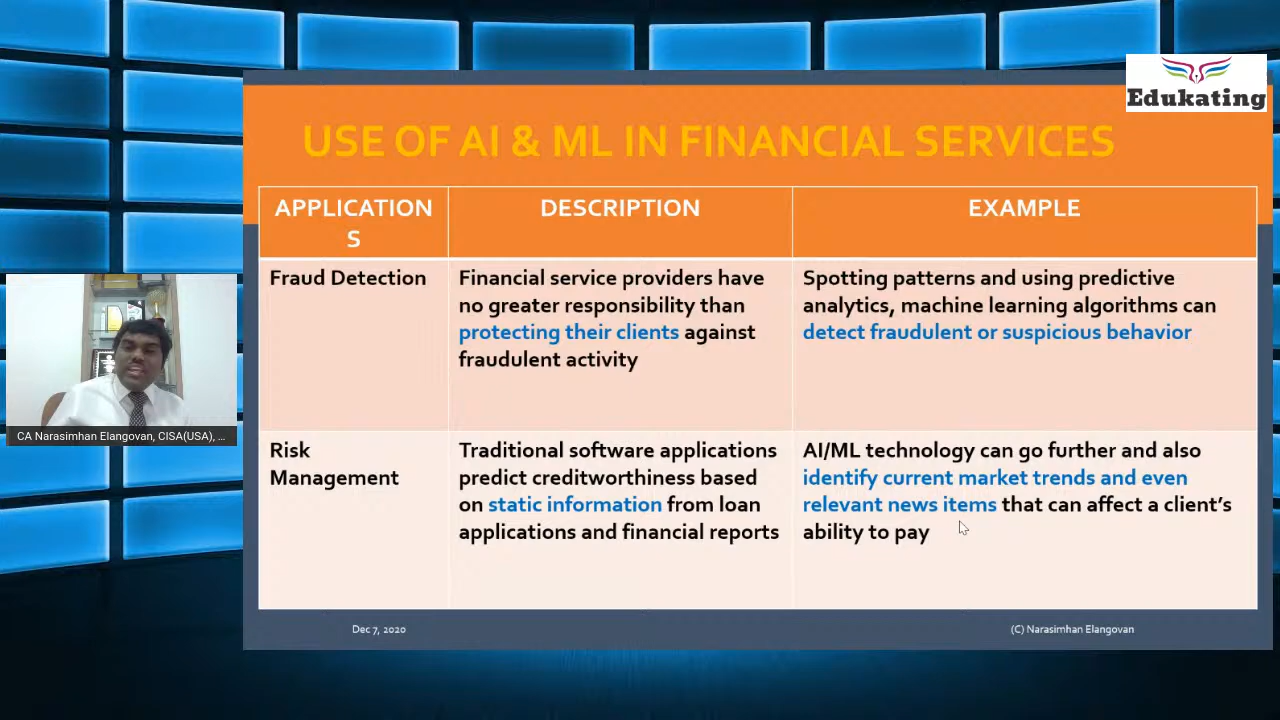 Edukating
USE OF AI & ML IN FINANCIAL SERVICES
APPLICATION
S
DESCRIPTION
EXAMPLE
Fraud Detection
Financial service providers have
no greater responsibility than
protecting their clients against
fraudulent activity
Spotting patterns and using predictive
analytics, machine learning algorithms can
detect fraudulent or suspicious behavior
Risk
Management
Traditional software applications
predict creditworthiness based
on static information from loan
applications and financial reports
AI/ML technology can go further and also
identify current market trends and even
relevant news items that can affect a client's
ability to pay
CA Narasimhan Elangovan, CISA(USA), ...
Dec 7, 2020
(C) Narasimhan Elangovan